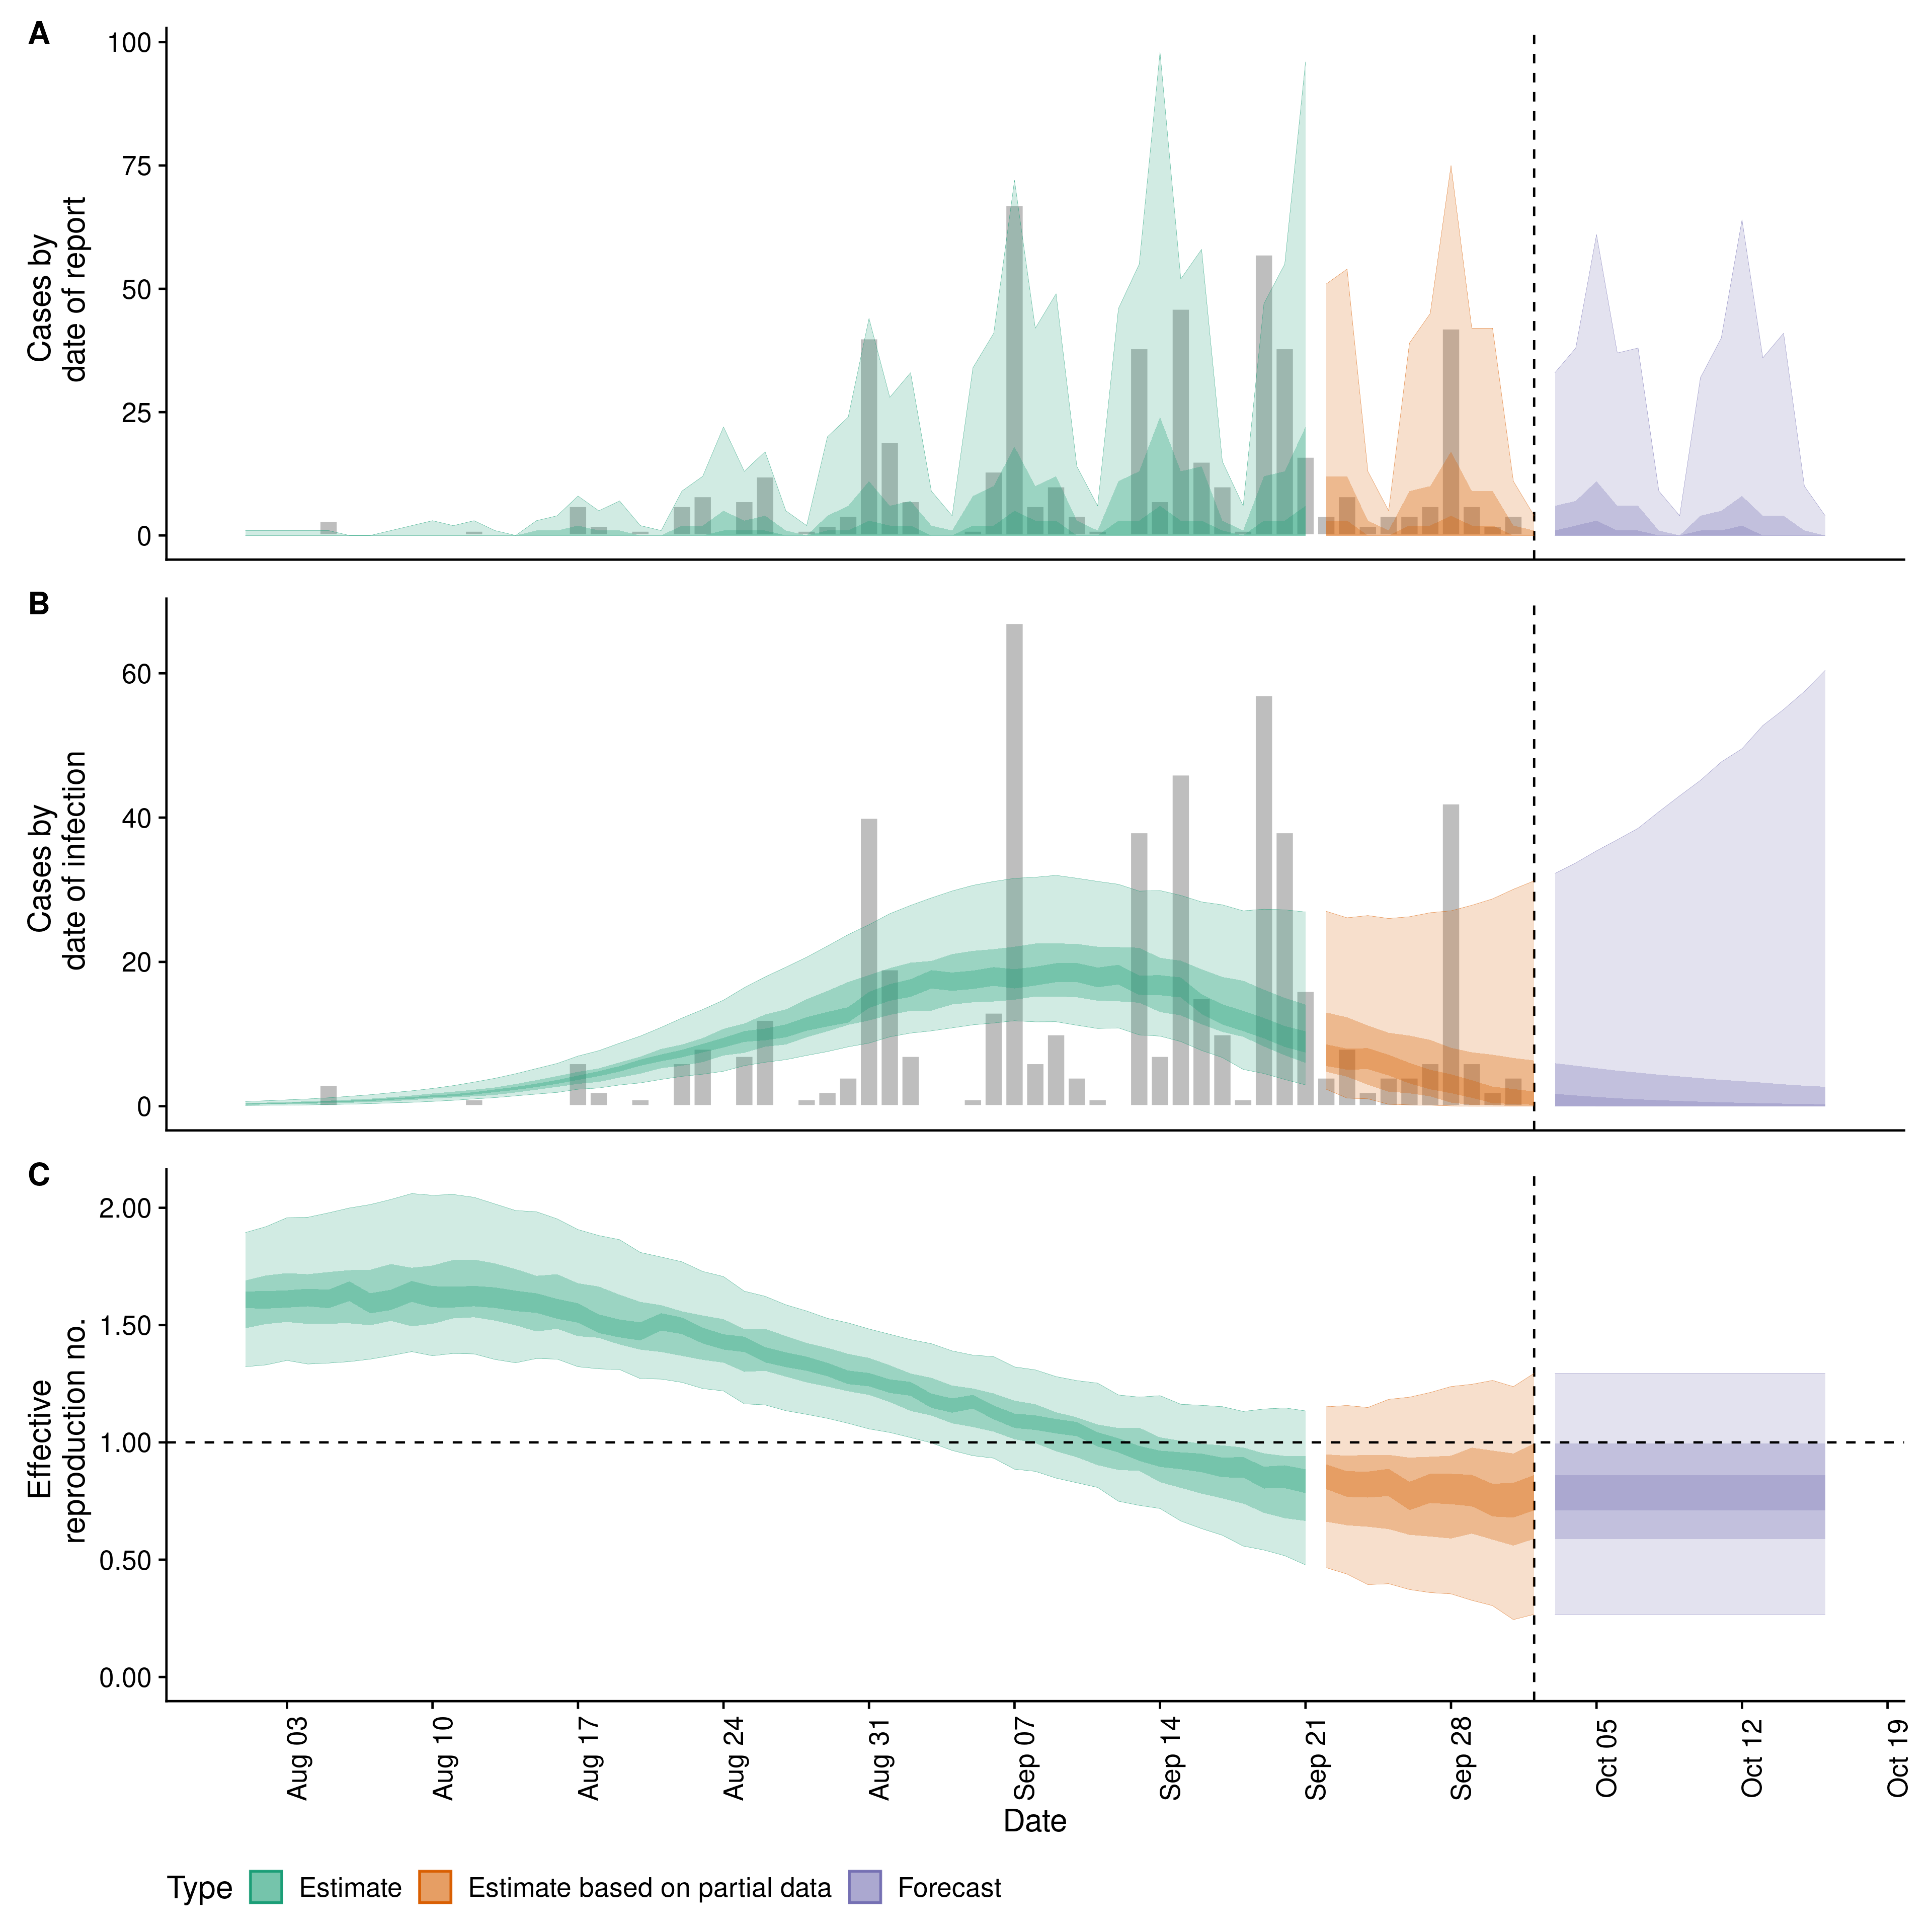 A
Cases by
date of report
100
75
50
25
0
B
Cases by
date of infection
60
40
20
0
C
Effective
reproduction no.
2.00
1.50
1.00
0.50
0.00
Aug 03
Aug 10
Aug 17
Aug 24
Aug 31
Sep 07
Sep 14
Sep 21
Sep 28
Oct 05
Oct 12
Oct 19
Date
Type Estimate Estimate based on partial data Forecast